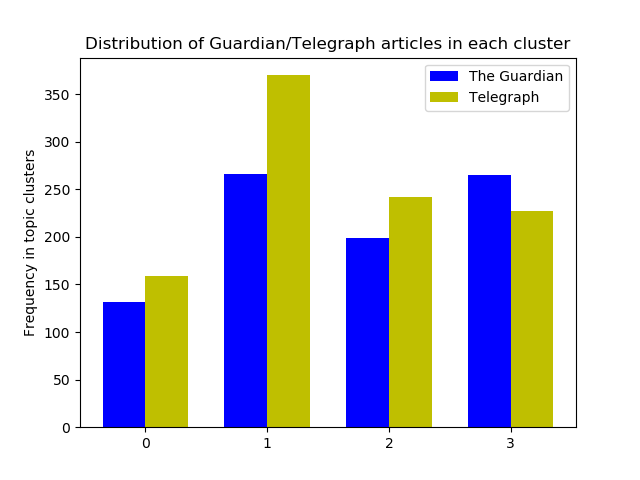 Distribution of Guardian/Telegraph articles in each cluster
The Guardian
Telegraph
Frequency in topic clusters
350
300
250
200
150
100
50
0
0 1 2 3